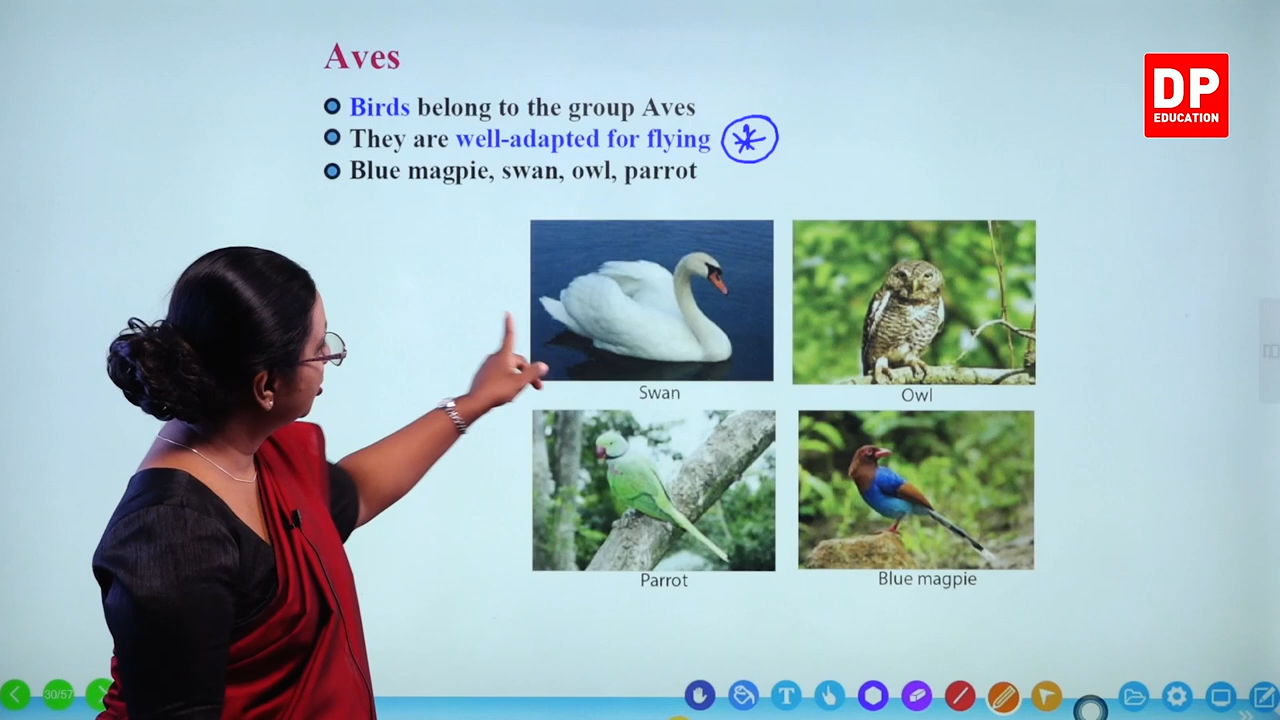 Aves
Birds belong to the group Aves
They are well-adapted for flying
Blue magpie, swan, owl, parrot
DP
EDUCATION
Swan
Owl
Parrot
Blue magpie
30/57
T